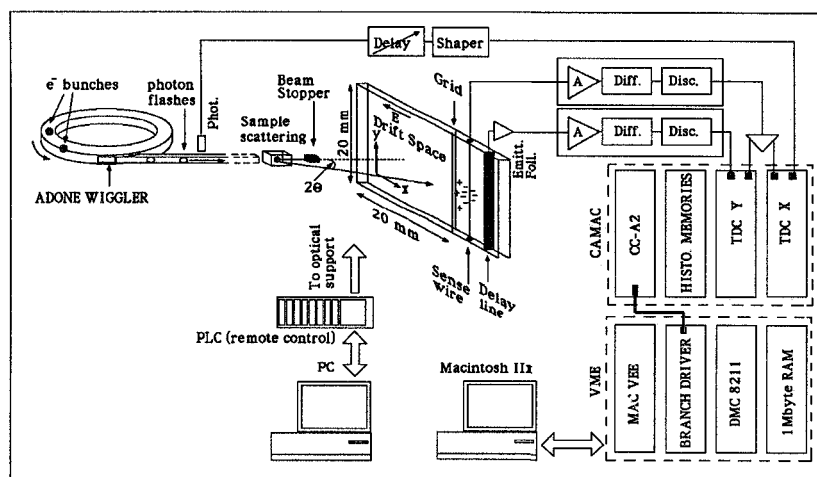 Delay
Shaper
e⁻ bunches
photon
flashes
Phot.
Beam
Stopper
Sample
scattering
2θ
ADONE WIGGLER
20 mm
E
y
Drift Space
x
20 mm
Grid
+
+ +
Sense
wire
Delay
line
Emitt.
Foll.
A
Diff.
Disc.
A
Diff.
Disc.
CAMAC
CC-A2
HISTO. MEMORIES
TDC Y
TDC X
To optical
support
PLC (remote control)
PC
Macintosh IIx
VME
MAC VEE
BRANCH DRIVER
DMC 8211
1Mbyte RAM